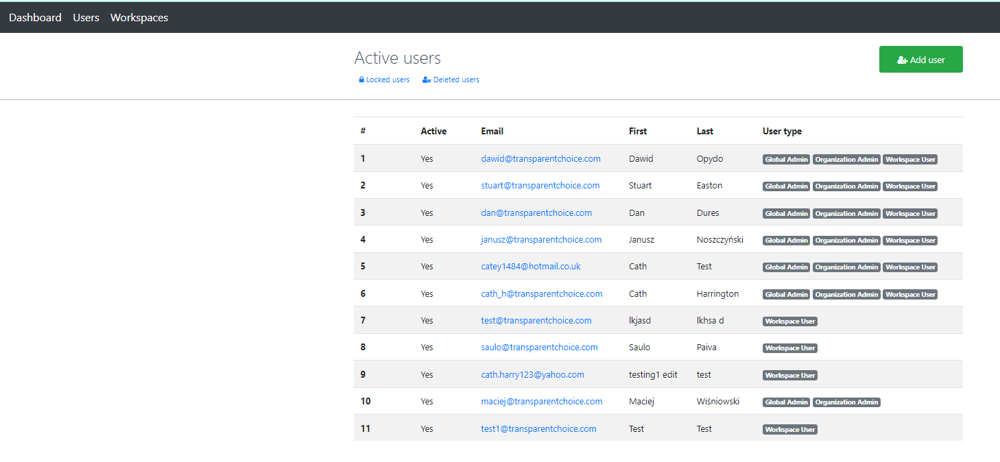 Dashboard Users Workspaces
Active users
Add user
Locked users Deleted users
# Active Email First Last User type
1 Yes dawid@transparentchoice.com Dawid Opydo Global Admin Organization Admin Workspace User
2 Yes stuart@transparentchoice.com Stuart Easton Global Admin Organization Admin Workspace User
3 Yes dan@transparentchoice.com Dan Dures Global Admin Organization Admin Workspace User
4 Yes janusz@transparentchoice.com Janusz Noszczyński Global Admin Organization Admin Workspace User
5 Yes catey1484@hotmail.co.uk Cath Test Global Admin Organization Admin Workspace User
6 Yes cath_h@transparentchoice.com Cath Harrington Global Admin Organization Admin Workspace User
7 Yes test@transparentchoice.com lkjasd lkhsa d Workspace User
8 Yes saulo@transparentchoice.com Saulo Paiva Workspace User
9 Yes cath.harry123@yahoo.com testing1 edit test Workspace User
10 Yes maciej@transparentchoice.com Maciej Wiśniowski Global Admin Organization Admin
11 Yes test1@transparentchoice.com Test Test Workspace User